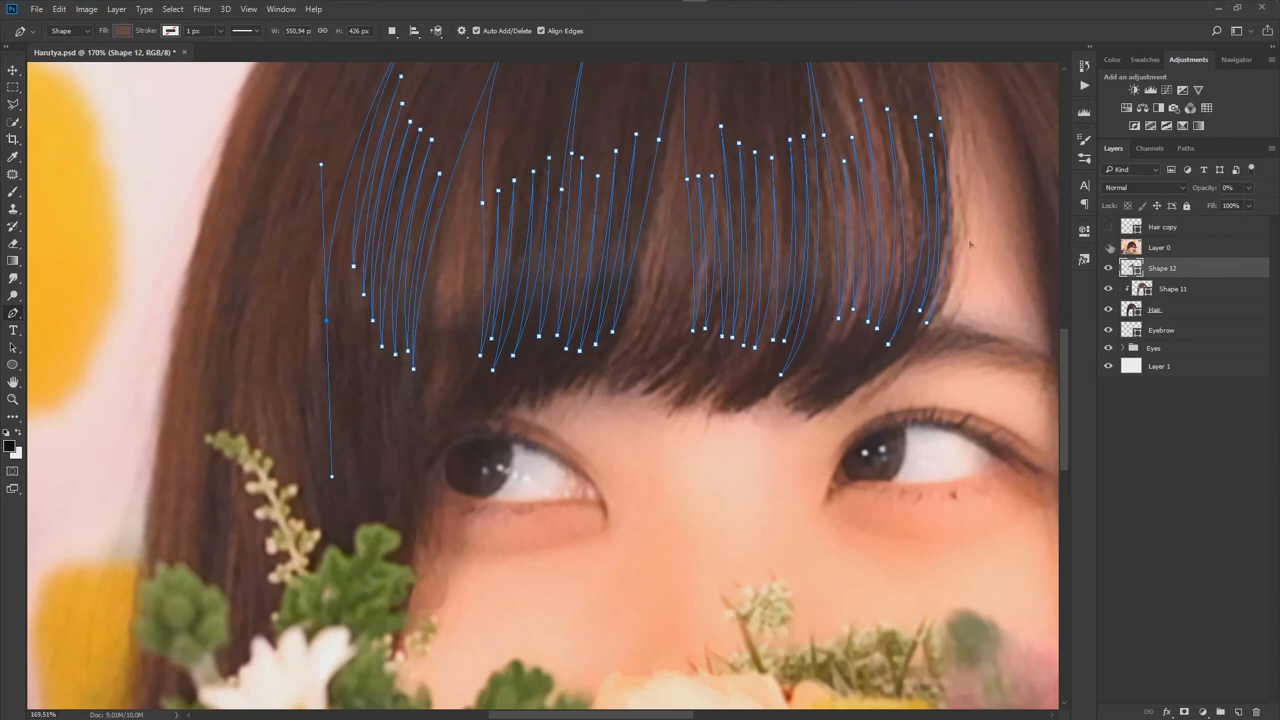 Ps File Edit Image Layer Type Select Filter 3D View Window Help
Shape Fill: Stroke: 1 px W: 550,94 p H: 426 px Auto Add/Delete Align Edges
Harutya.psd @ 170% (Shape 12, RGB/8) * ×
Color Swatches Adjustments Navigator
Add an adjustment
Layers Channels Paths
Kind
Normal Opacity: 0%
Lock: Fill: 100%
Hair copy
Layer 0
Shape 12
Shape 11
Hair
Eyebrow
Eyes
Layer 1
169,51% Doc: 9,01M/10,0M